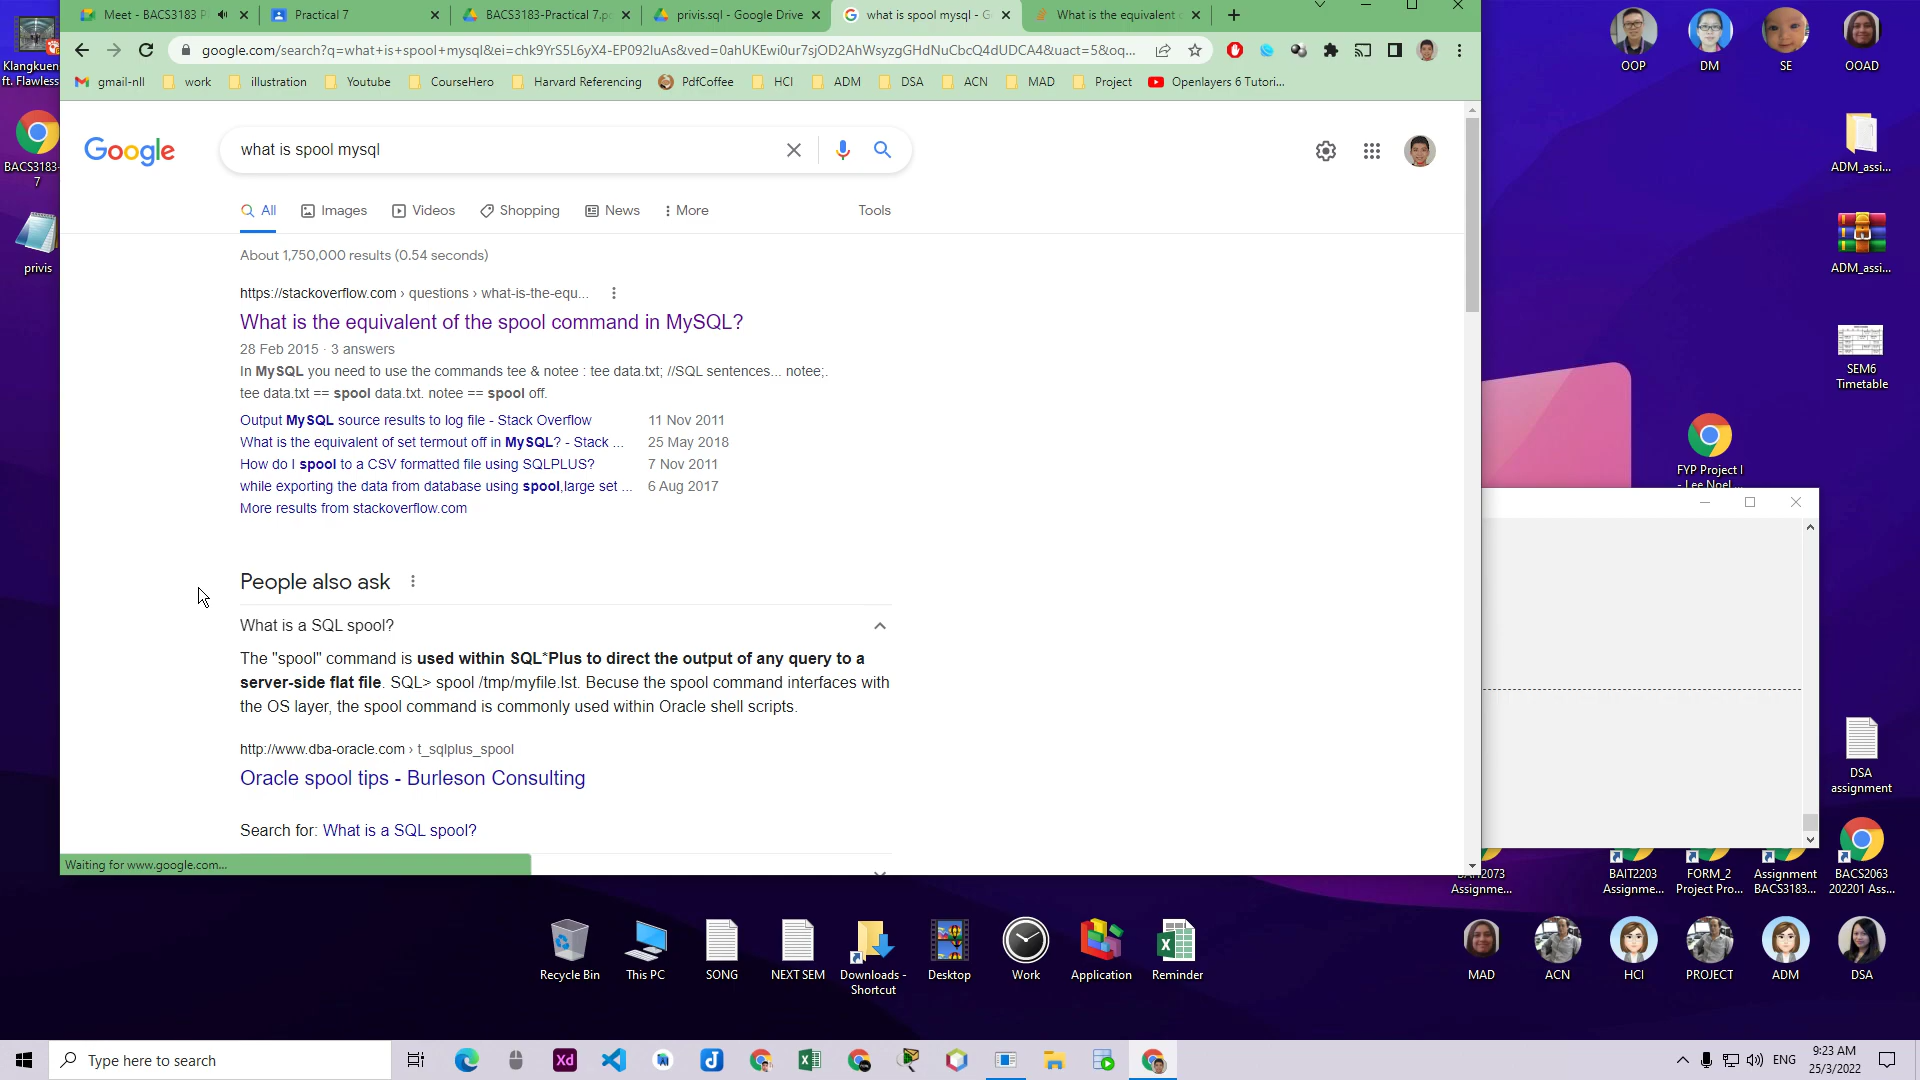 Meet - BACS3183 P
Practical 7
BACS3183-Practical 7.pc
privis.sql - Google Drive
what is spool mysql - G
What is the equivalent
google.com/search?q=what+is+spool+mysql&ei=chk9YrS5L6yX4-EP092IuAs&ved=0ahUKEwi0ur7sjOD2AhWsyzgGHdNuCbcQ4dUDCA4&uact=5&oq...
gmail-nll
work
illustration
Youtube
CourseHero
Harvard Referencing
PdfCoffee
HCI
ADM
DSA
ACN
MAD
Project
Openlayers 6 Tutori...
Google
what is spool mysql
All
Images
Videos
Shopping
News
More
Tools
About 1,750,000 results (0.54 seconds)
https://stackoverflow.com › questions › what-is-the-equ...
What is the equivalent of the spool command in MySQL?
28 Feb 2015 · 3 answers
In MySQL you need to use the commands tee & notee : tee data.txt; //SQL sentences... notee;.
tee data.txt == spool data.txt. notee == spool off.
Output MySQL source results to log file - Stack Overflow 11 Nov 2011
What is the equivalent of set termout off in MySQL? - Stack ... 25 May 2018
How do I spool to a CSV formatted file using SQLPLUS? 7 Nov 2011
while exporting the data from database using spool,large set ... 6 Aug 2017
More results from stackoverflow.com
People also ask
What is a SQL spool?
The "spool" command is used within SQL*Plus to direct the output of any query to a
server-side flat file. SQL> spool /tmp/myfile.lst. Becuse the spool command interfaces with
the OS layer, the spool command is commonly used within Oracle shell scripts.
http://www.dba-oracle.com › t_sqlplus_spool
Oracle spool tips - Burleson Consulting
Search for: What is a SQL spool?
Waiting for www.google.com...
Klangkuen
ft. Flawless
BACS3183-
7
privis
OOP
DM
SE
OOAD
ADM_assi...
ADM_assi...
SEM6
Timetable
FYP Project I
- Lee Noel ...
DSA
assignment
Assignme...
BAIT2203
Assignme...
FORM_2
Project Pro...
Assignment
BACS3183...
BACS2063
202201 Ass...
Recycle Bin
This PC
SONG
NEXT SEM
Downloads -
Shortcut
Desktop
Work
Application
Reminder
MAD
ACN
HCI
PROJECT
ADM
DSA
Type here to search
Xd
ENG
9:23 AM
25/3/2022